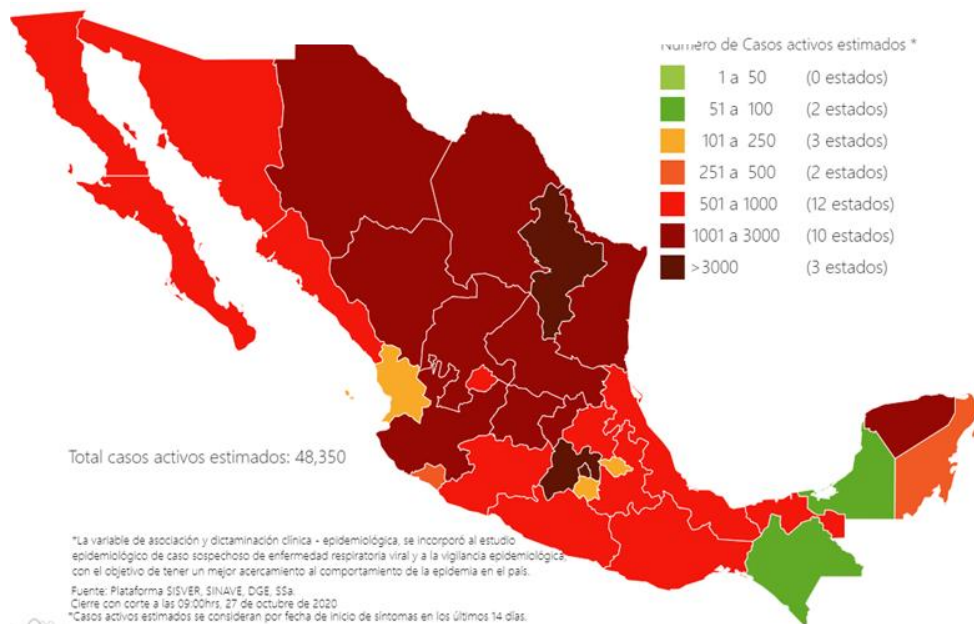 Número de Casos activos estimados *
1 a 50 (0 estados)
51 a 100 (2 estados)
101 a 250 (3 estados)
251 a 500 (2 estados)
501 a 1000 (12 estados)
1001 a 3000 (10 estados)
>3000 (3 estados)
Total casos activos estimados: 48,350
*La variable de asociación y dictaminación clínica - epidemiológica, se incorporó al estudio
epidemiológico de caso sospechoso de enfermedad respiratoria viral y a la vigilancia epidemiológica,
con el objetivo de tener un mejor acercamiento al comportamiento de la epidemia en el país.
Fuente: Plataforma SISVER, SINAVE, DGE, SSa.
Cierre con corte a las 09:00hrs, 27 de octubre de 2020
*Casos activos estimados se consideran por fecha de inicio de síntomas en los últimos 14 días.